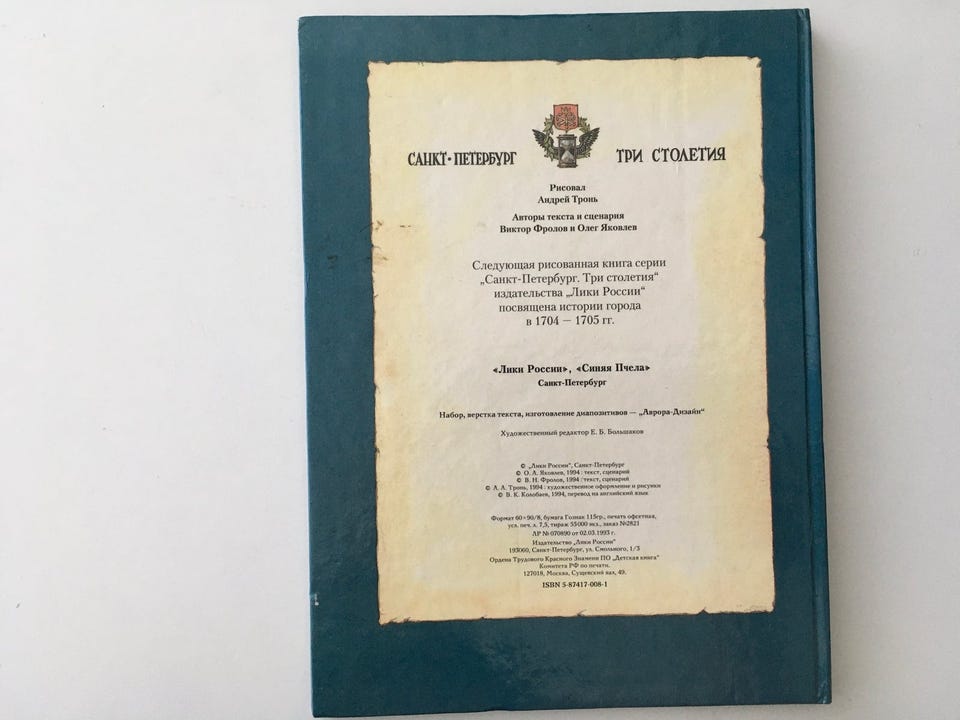 САНКТ·ПЕТЕРБУРГ ТРИ СТОЛЕТИЯ
Рисовал
Андрей Тронь
Авторы текста и сценария
Виктор Фролов и Олег Яковлев
Следующая рисованная книга серии
„Санкт-Петербург. Три столетия“
издательства „Лики России“
посвящена истории города
в 1704 — 1705 гг.
«Лики России», «Синяя Пчела»
Санкт-Петербург
Набор, верстка текста, изготовление диапозитивов — „Аврора-Дизайн“
Художественный редактор Е. Б. Большаков
© „Лики России“, Санкт-Петербург
© О. А. Яковлев, 1994: текст, сценарий
© В. Н. Фролов, 1994: текст, сценарий
© А. А. Тронь, 1994: художественное оформление и рисунки
© В. К. Колобаев, 1994, перевод на английский язык
Формат 60×90/8, бумага Гознак 115гр., печать офсетная,
усл. печ. л. 7,5, тираж 55000 экз., заказ №2821
ЛР № 070890 от 02.03.1993 г.
Издательство „Лики России“
193060, Санкт-Петербург, ул. Смольного, 1/3
Ордена Трудового Красного Знамени ПО „Детская книга“
Комитета РФ по печати.
127018, Москва, Сущевский вал, 49.
ISBN 5-87417-008-1